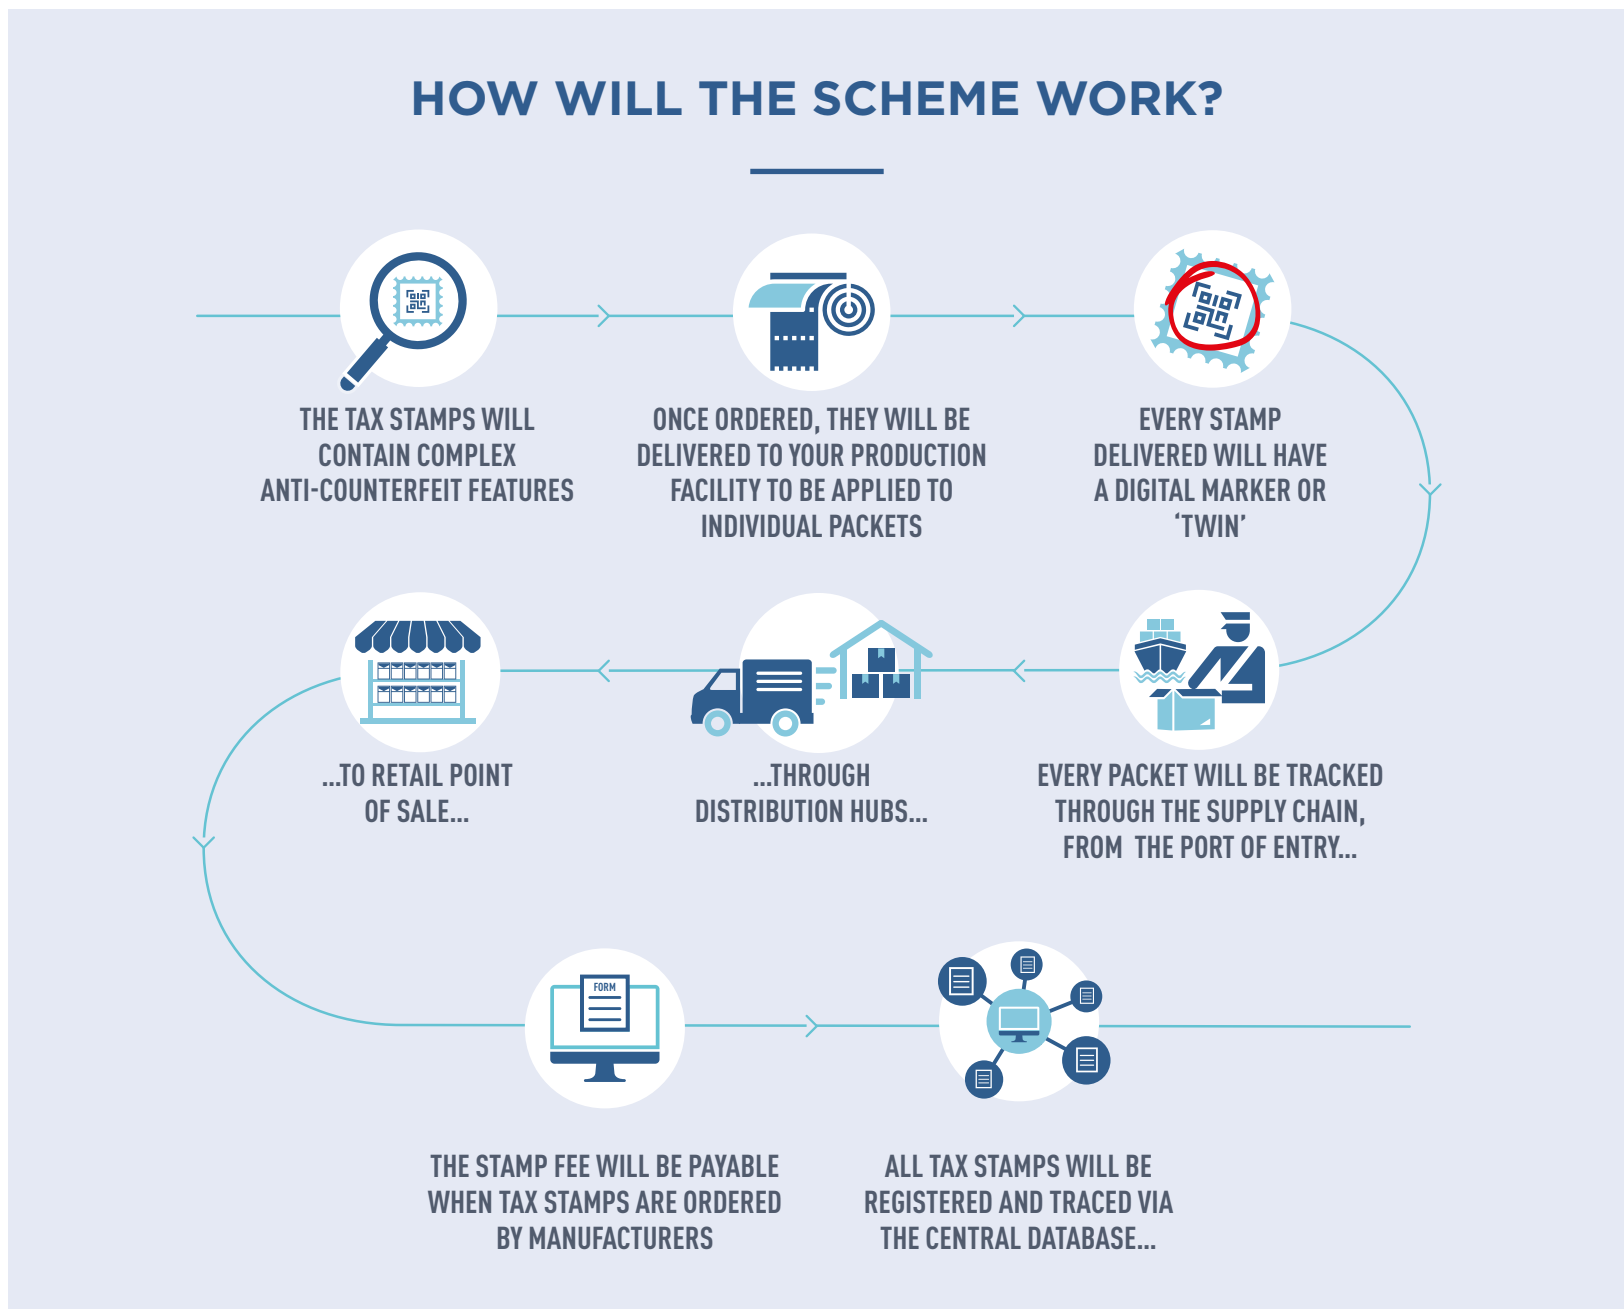 HOW WILL THE SCHEME WORK?
THE TAX STAMPS WILL
CONTAIN COMPLEX
ANTI-COUNTERFEIT FEATURES
ONCE ORDERED, THEY WILL BE
DELIVERED TO YOUR PRODUCTION
FACILITY TO BE APPLIED TO
INDIVIDUAL PACKETS
EVERY STAMP
DELIVERED WILL HAVE
A DIGITAL MARKER OR
‘TWIN’
EVERY PACKET WILL BE TRACKED
THROUGH THE SUPPLY CHAIN,
FROM THE PORT OF ENTRY...
...THROUGH
DISTRIBUTION HUBS...
...TO RETAIL POINT
OF SALE...
FORM
THE STAMP FEE WILL BE PAYABLE
WHEN TAX STAMPS ARE ORDERED
BY MANUFACTURERS
ALL TAX STAMPS WILL BE
REGISTERED AND TRACED VIA
THE CENTRAL DATABASE...